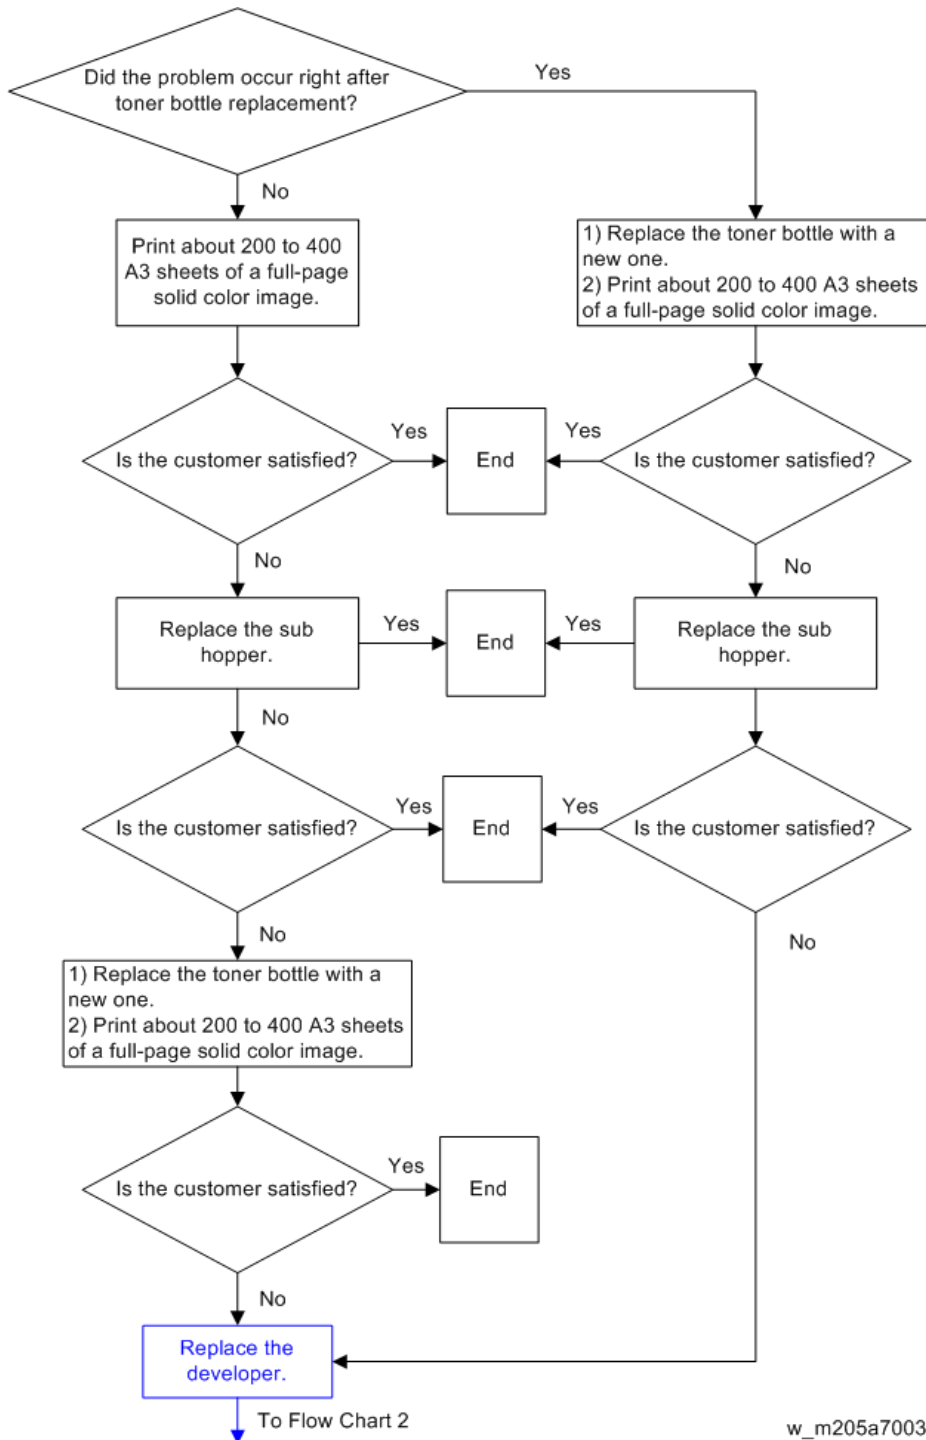 Did the problem occur right after
toner bottle replacement?
Yes
No
Print about 200 to 400
A3 sheets of a full-page
solid color image.
1) Replace the toner bottle with a
new one.
2) Print about 200 to 400 A3 sheets
of a full-page solid color image.
Is the customer satisfied?
Yes
End
Yes
Is the customer satisfied?
No
No
Replace the sub
hopper.
Yes
End
Yes
Replace the sub
hopper.
No
Is the customer satisfied?
Yes
End
Yes
Is the customer satisfied?
No
No
1) Replace the toner bottle with a
new one.
2) Print about 200 to 400 A3 sheets
of a full-page solid color image.
Is the customer satisfied?
Yes
End
No
Replace the
developer.
To Flow Chart 2
w_m205a7003